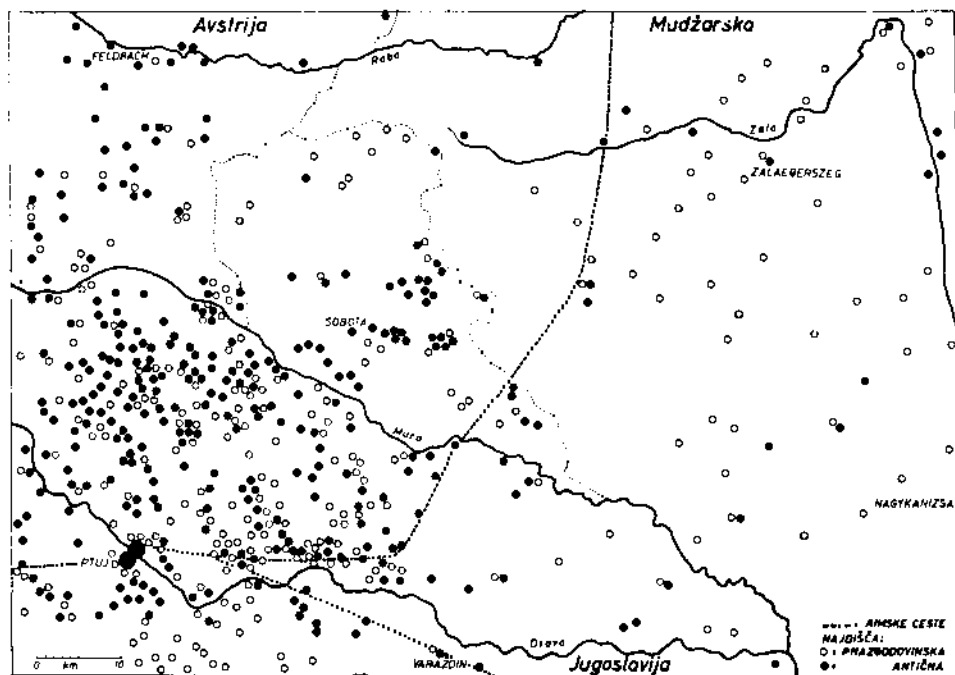 Avstrija
Mudžarska
FELDBACH
Raba
Zala
ZALAEGERSZEG
SOBOTA
Mura
NAGYKANIZSA
PTUJ
RIMSKE CESTE
NAJDIŠČA:
PRAZGODOVINSKA
ANTIČNA
Drava
0 km 10
VARAŽDIN
Jugoslavija